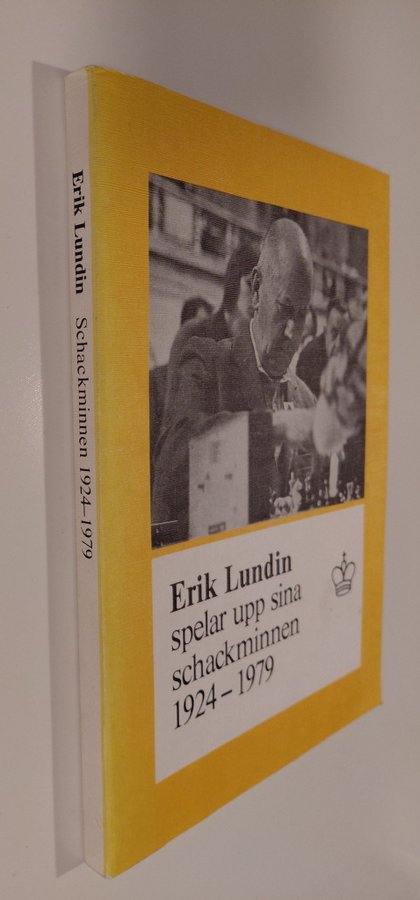 Erik Lundin Schackminnen 1924–1979
Erik Lundin
spelar upp sina
schackminnen
1924–1979